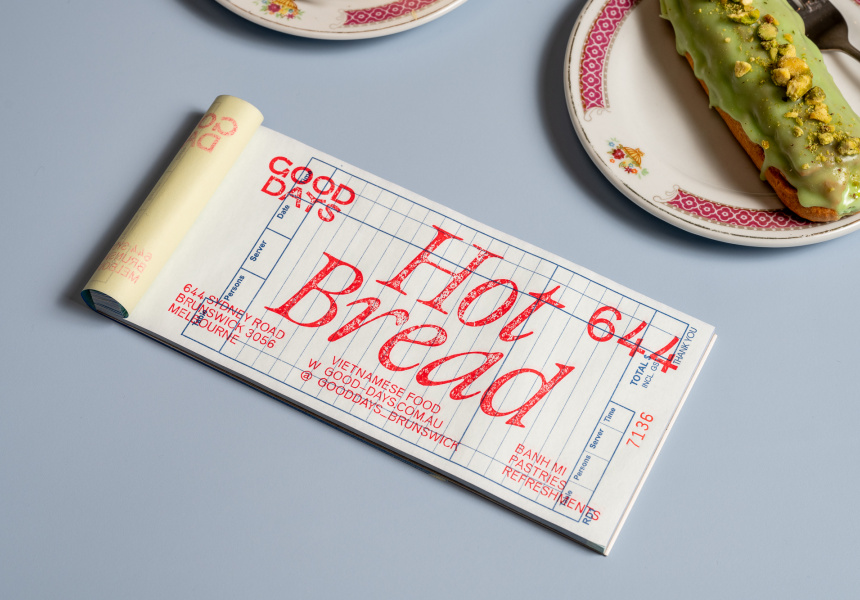 GOOD
DAYS
Date
Server
Persons
Table
644 SYDNEY ROAD
BRUNSWICK 3056
MELBOURNE
Hot
Bread
644
VIETNAMESE FOOD
W GOOD-DAYS.COM.AU
@ GOODDAYS_BRUNSWICK
BANH MI
PASTRIES
REFRESHMENTS
TOTAL $
INCL GST
THANK YOU
Time
Server
Persons
Table
7136